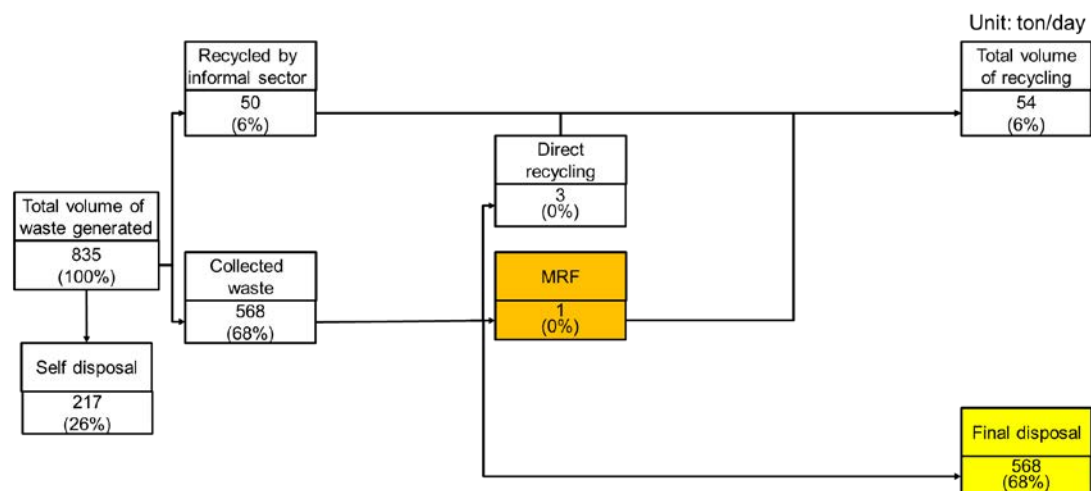 Unit: ton/day
Recycled by
informal sector
50
(6%)
Total volume
of recycling
54
(6%)
Direct
recycling
3
(0%)
Total volume of
waste generated
835
(100%)
Collected
waste
568
(68%)
MRF
1
(0%)
Self disposal
217
(26%)
Final disposal
568
(68%)